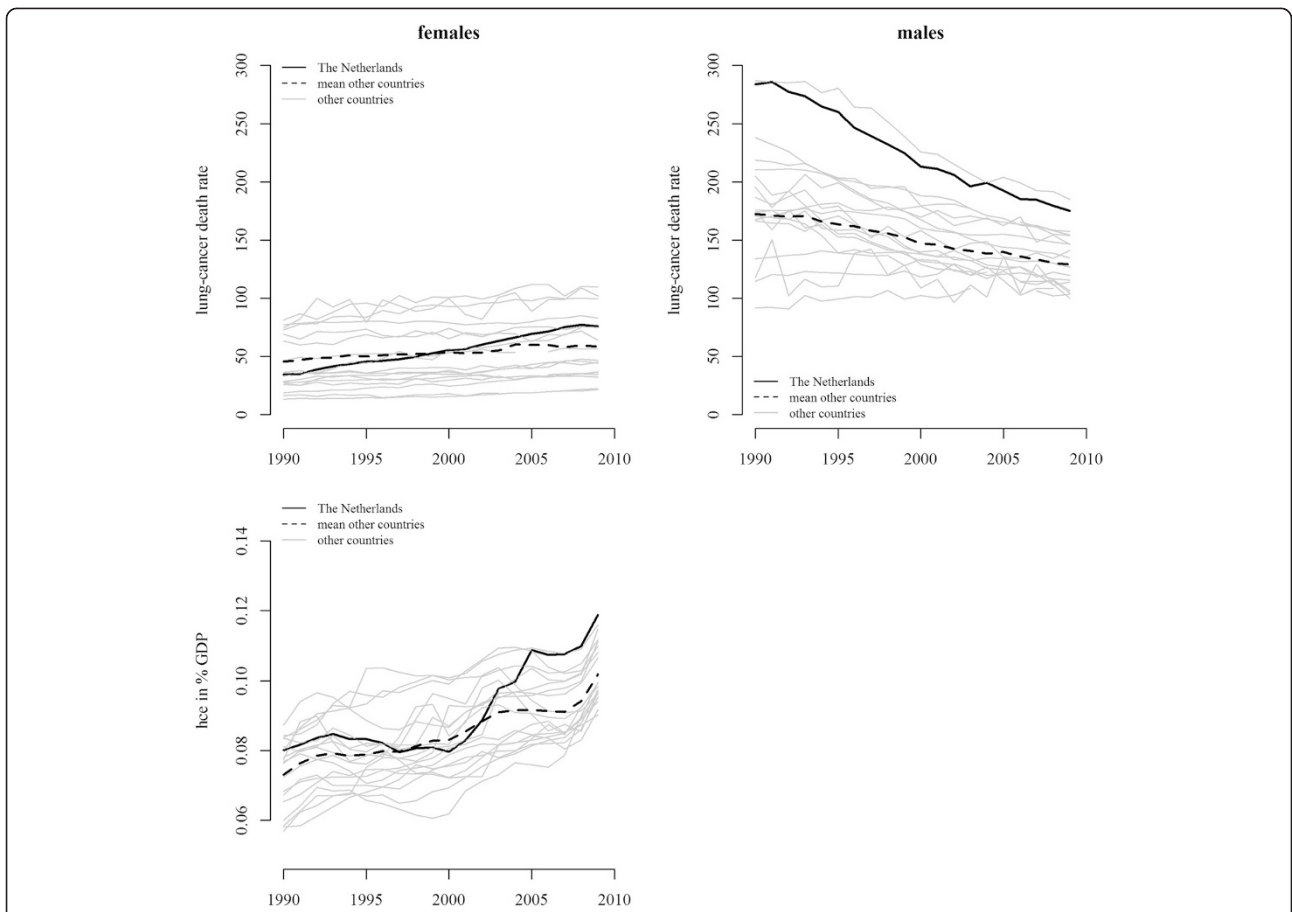 females
The Netherlands
mean other countries
other countries
lung-cancer death rate
300
250
200
150
100
50
0
1990 1995 2000 2005 2010
males
300
250
200
150
100
50
0
lung-cancer death rate
The Netherlands
mean other countries
other countries
1990 1995 2000 2005 2010
The Netherlands
mean other countries
other countries
hce in % GDP
0.14
0.12
0.10
0.08
0.06
1990 1995 2000 2005 2010